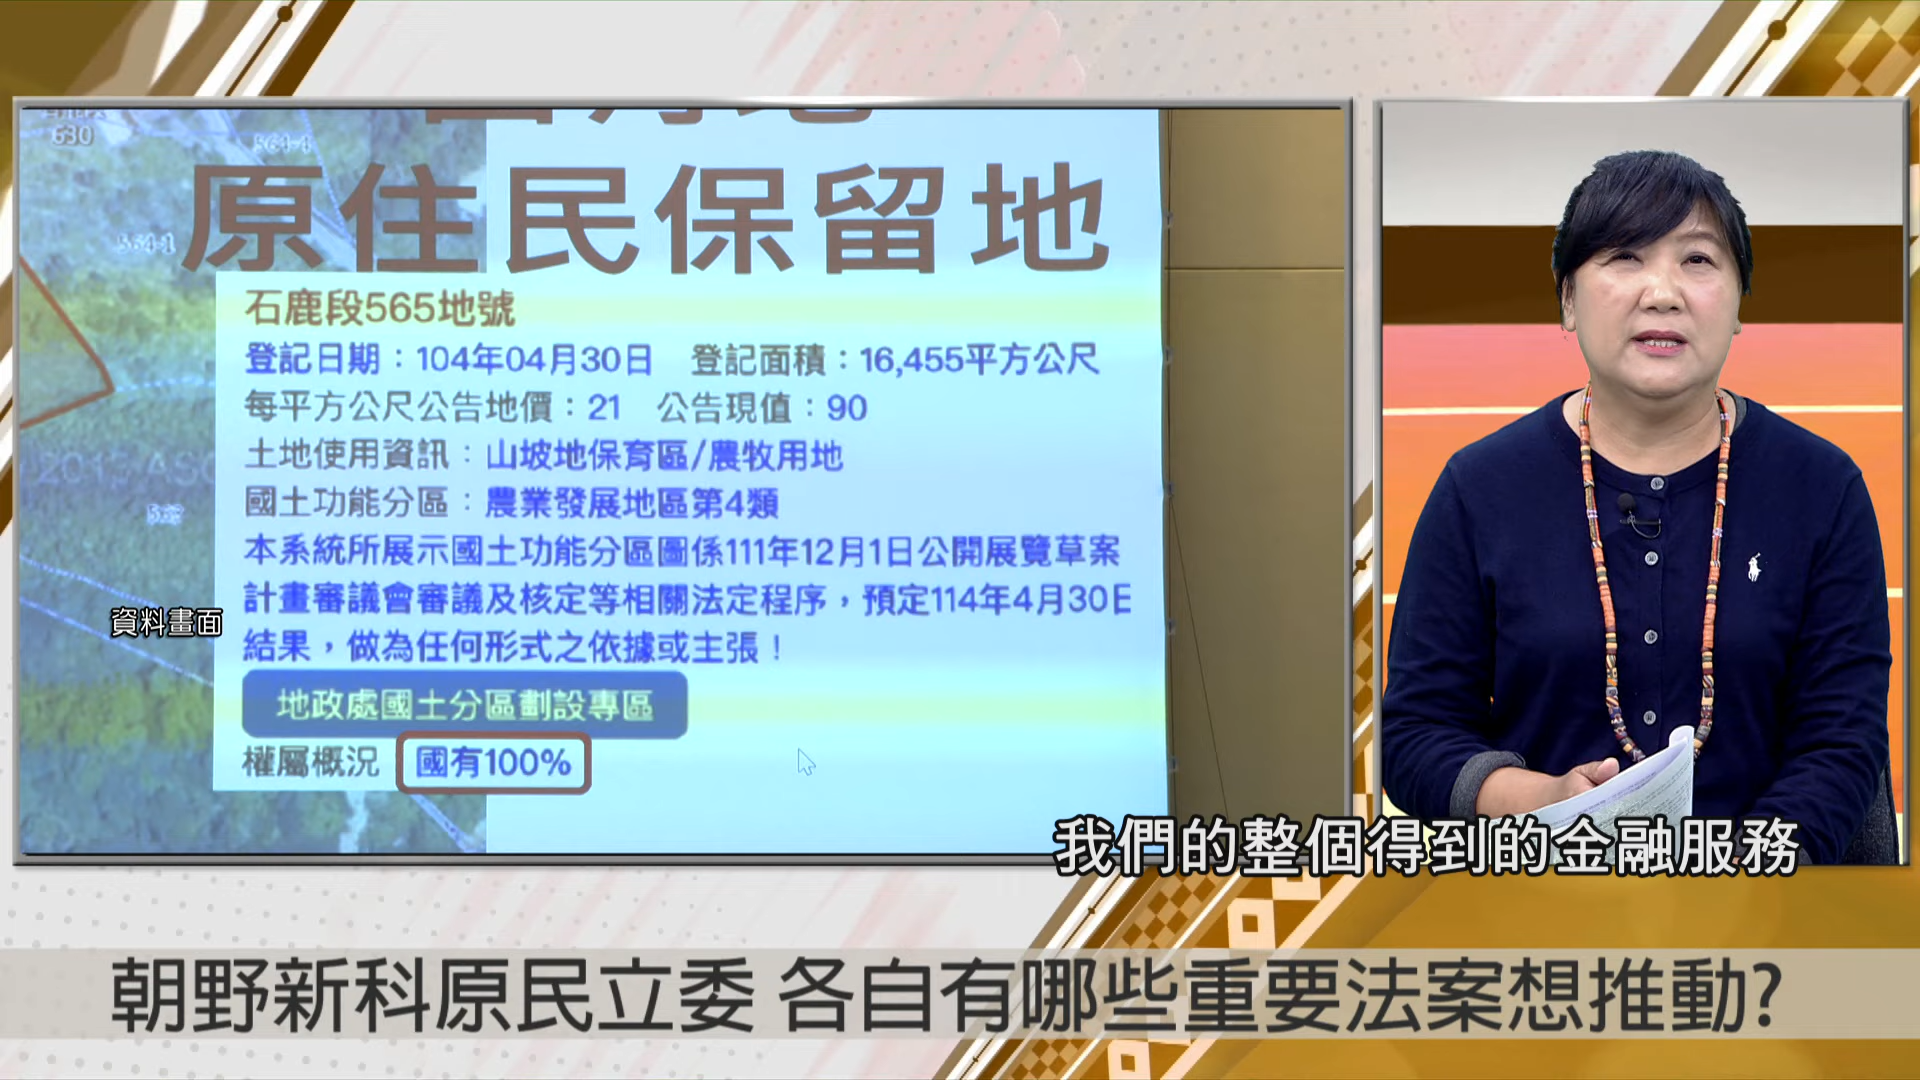 530
564-4
564-1
原住民保留地
石鹿段565地號
登記日期：104年04月30日 登記面積：16,455平方公尺
每平方公尺公告地價：21 公告現值：90
土地使用資訊：山坡地保育區/農牧用地
國土功能分區：農業發展地區第4類
本系統所展示國土功能分區圖係111年12月1日公開展覽草案
計畫審議會審議及核定等相關法定程序，預定114年4月30日
結果，做為任何形式之依據或主張！
地政處國土分區劃設專區
權屬概況 國有100%
資料畫面
我們的整個得到的金融服務
朝野新科原民立委 各自有哪些重要法案想推動?